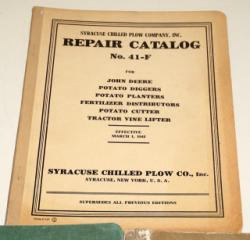 SYRACUSE CHILLED PLOW COMPANY, INC.
REPAIR CATALOG
No. 41-F
FOR
JOHN DEERE
POTATO DIGGERS
POTATO PLANTERS
FERTILIZER DISTRIBUTORS
POTATO CUTTER
TRACTOR VINE LIFTER
EFFECTIVE
MARCH 1, 1941
SYRACUSE CHILLED PLOW CO., Inc.
SYRACUSE, NEW YORK, U. S. A.
SUPERSEDES ALL PREVIOUS EDITIONS